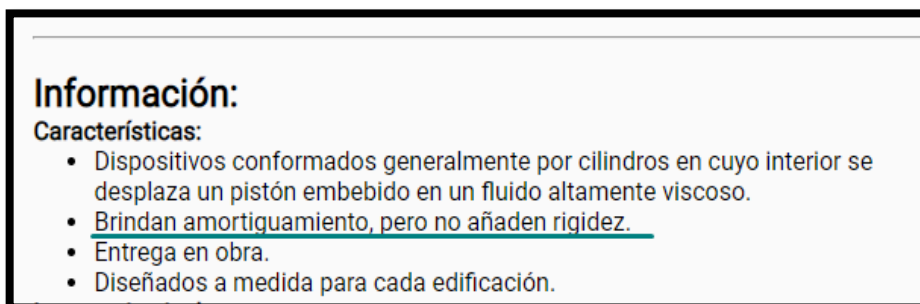 Información:
Características:
• Dispositivos conformados generalmente por cilindros en cuyo interior se
desplaza un pistón embebido en un fluido altamente viscoso.
• Brindan amortiguamiento, pero no añaden rigidez.
• Entrega en obra.
• Diseñados a medida para cada edificación.